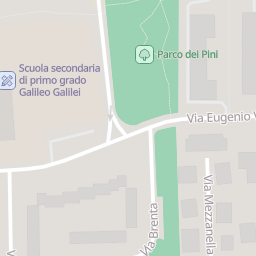 Parco dei Pini
Scuola secondaria
di primo grado
Galileo Galilei
Via Eugenio V
Via Brenta
Via Mezzanella